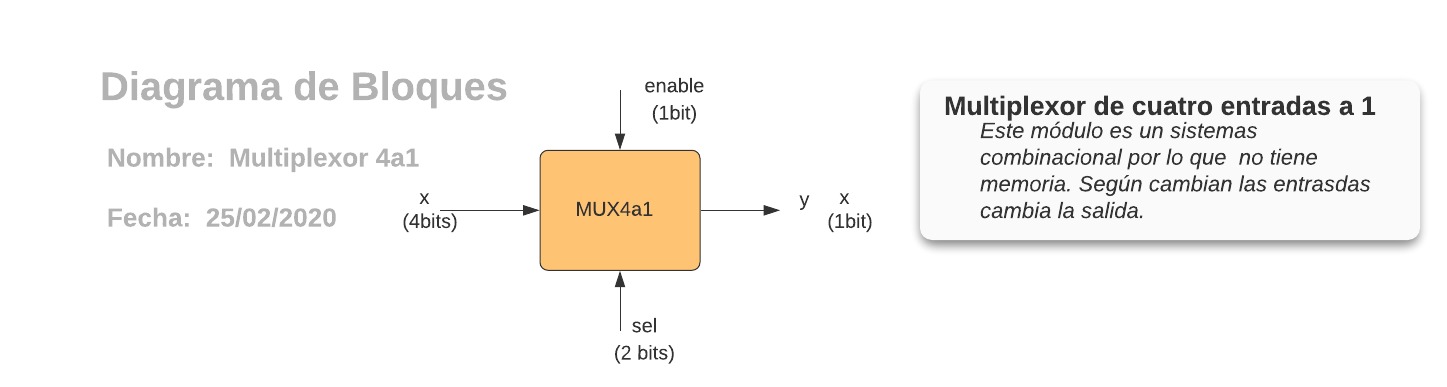 Diagrama de Bloques
Nombre: Multiplexor 4a1
Fecha: 25/02/2020
enable
(1bit)
x
(4bits)
MUX4a1
y x
(1bit)
sel
(2 bits)
Multiplexor de cuatro entradas a 1
Este módulo es un sistemas
combinacional por lo que no tiene
memoria. Según cambian las entrasdas
cambia la salida.